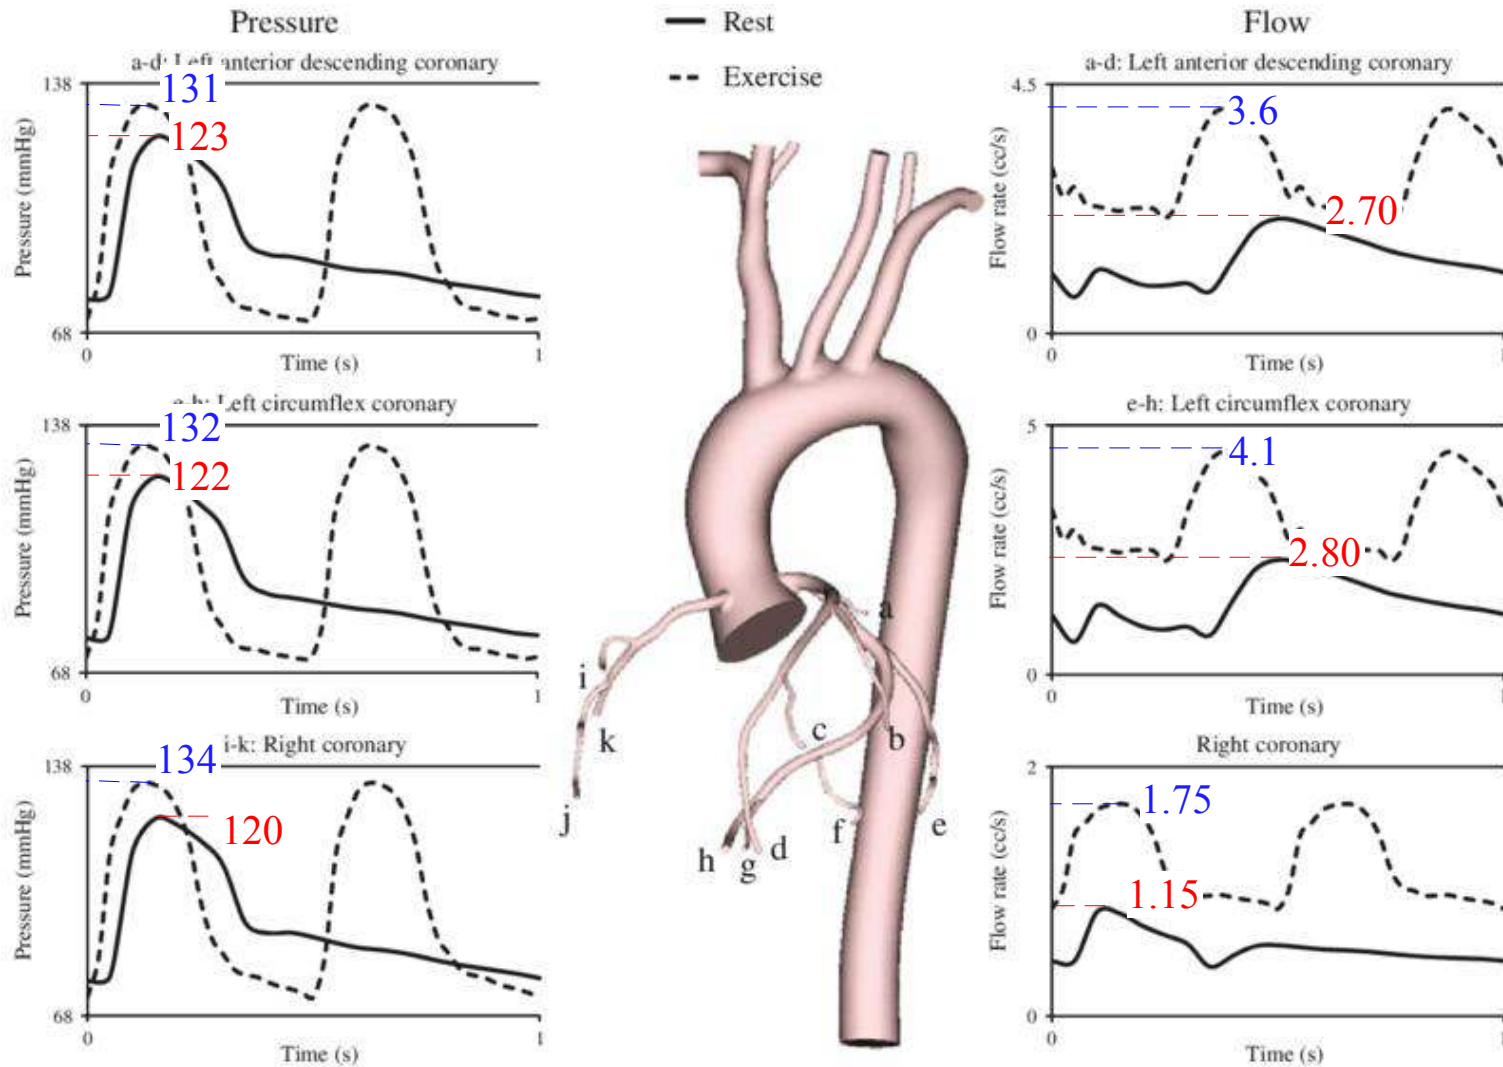 Pressure
a-d: Left anterior descending coronary
138
131
123
Pressure (mmHg)
68
0
1
Time (s)
e-h: Left circumflex coronary
138
132
122
Pressure (mmHg)
68
0
1
Time (s)
i-k: Right coronary
138
134
120
Pressure (mmHg)
68
0
1
Time (s)
Rest
Exercise
a
b
c
d
e
f
g
h
i
j
k
Flow
a-d: Left anterior descending coronary
4.5
3.6
2.70
Flow rate (cc/s)
0
1
Time (s)
e-h: Left circumflex coronary
5
4.1
2.80
Flow rate (cc/s)
0
1
Time (s)
Right coronary
2
1.75
1.15
Flow rate (cc/s)
0
1
Time (s)